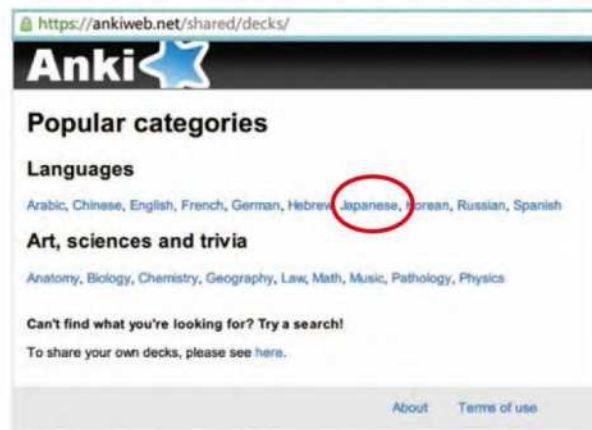 https://ankiweb.net/shared/decks/
Anki
Popular categories
Languages
Arabic, Chinese, English, French, German, Hebrew, Japanese, Korean, Russian, Spanish
Art, sciences and trivia
Anatomy, Biology, Chemistry, Geography, Law, Math, Music, Pathology, Physics
Can't find what you're looking for? Try a search!
To share your own decks, please see here.
About Terms of use